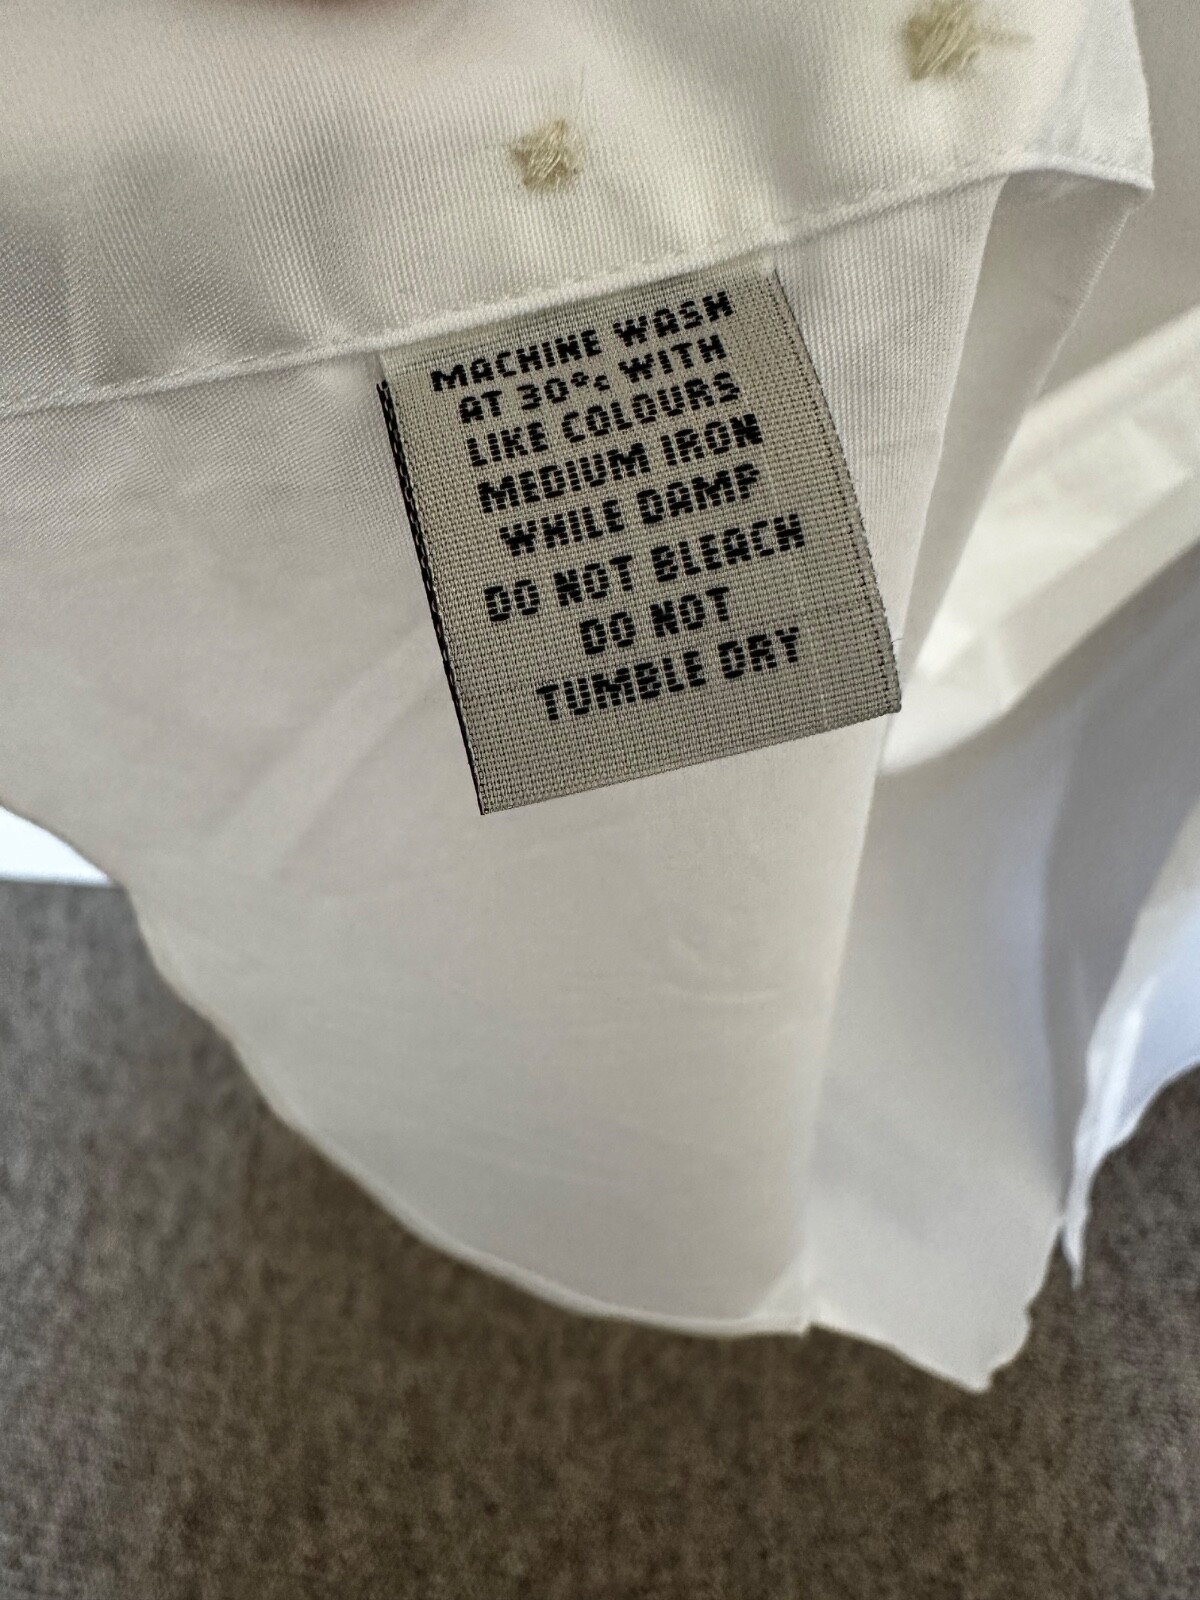 MACHINE WASH
AT 30°c WITH
LIKE COLOURS
MEDIUM IRON
WHILE DAMP
DO NOT BLEACH
DO NOT
TUMBLE DRY